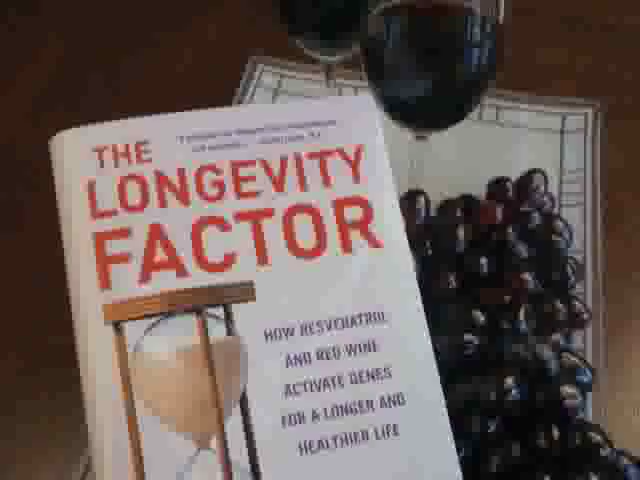 THE
LONGEVITY
FACTOR
HOW RESVERATROL
AND RED WINE
ACTIVATE GENES
FOR A LONGER AND
HEALTHIER LIFE